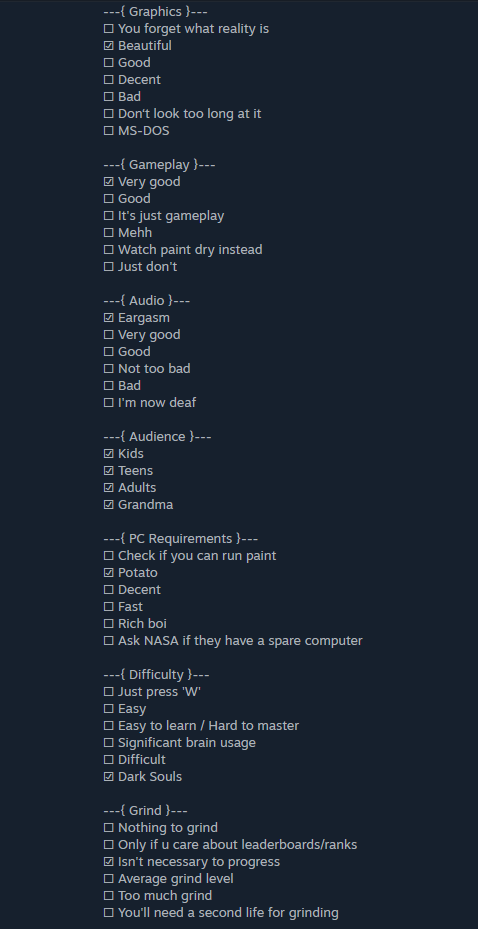 ---{ Graphics }---
☐ You forget what reality is
☑ Beautiful
☐ Good
☐ Decent
☐ Bad
☐ Don‘t look too long at it
☐ MS-DOS
---{ Gameplay }---
☑ Very good
☐ Good
☐ It's just gameplay
☐ Mehh
☐ Watch paint dry instead
☐ Just don't
---{ Audio }---
☑ Eargasm
☐ Very good
☐ Good
☐ Not too bad
☐ Bad
☐ I'm now deaf
---{ Audience }---
☑ Kids
☑ Teens
☑ Adults
☑ Grandma
---{ PC Requirements }---
☐ Check if you can run paint
☑ Potato
☐ Decent
☐ Fast
☐ Rich boi
☐ Ask NASA if they have a spare computer
---{ Difficulty }---
☐ Just press 'W'
☐ Easy
☐ Easy to learn / Hard to master
☐ Significant brain usage
☐ Difficult
☑ Dark Souls
---{ Grind }---
☐ Nothing to grind
☐ Only if u care about leaderboards/ranks
☑ Isn't necessary to progress
☐ Average grind level
☐ Too much grind
☐ You'll need a second life for grinding